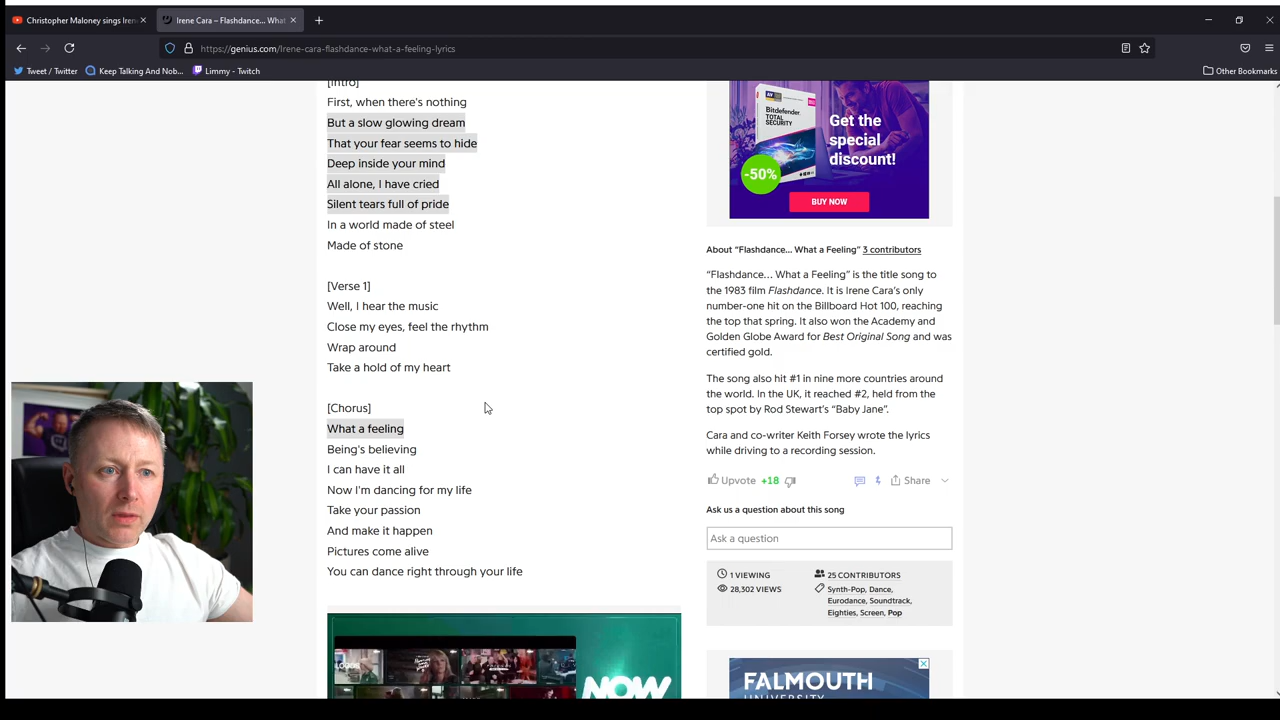 Christopher Maloney sings Iren
Irene Cara – Flashdance... What
https://genius.com/Irene-cara-flashdance-what-a-feeling-lyrics
Tweet / Twitter
Keep Talking And Nob...
Limmy - Twitch
Other Bookmarks
[Intro]
First, when there's nothing
But a slow glowing dream
That your fear seems to hide
Deep inside your mind
All alone, I have cried
Silent tears full of pride
In a world made of steel
Made of stone
[Verse 1]
Well, I hear the music
Close my eyes, feel the rhythm
Wrap around
Take a hold of my heart
[Chorus]
What a feeling
Being's believing
I can have it all
Now I'm dancing for my life
Take your passion
And make it happen
Pictures come alive
You can dance right through your life
NOW
Bitdefender
TOTAL
SECURITY
-50%
Get the
special
discount!
BUY NOW
About “Flashdance... What a Feeling” 3 contributors
“Flashdance… What a Feeling” is the title song to
the 1983 film Flashdance. It is Irene Cara’s only
number-one hit on the Billboard Hot 100, reaching
the top that spring. It also won the Academy and
Golden Globe Award for Best Original Song and was
certified gold.
The song also hit #1 in nine more countries around
the world. In the UK, it reached #2, held from the
top spot by Rod Stewart’s “Baby Jane”.
Cara and co-writer Keith Forsey wrote the lyrics
while driving to a recording session.
Upvote +18
Share
Ask us a question about this song
Ask a question
1 VIEWING
28,302 VIEWS
25 CONTRIBUTORS
Synth-Pop, Dance,
Eurodance, Soundtrack,
Eighties, Screen, Pop
FALMOUTH
UNIVERSITY